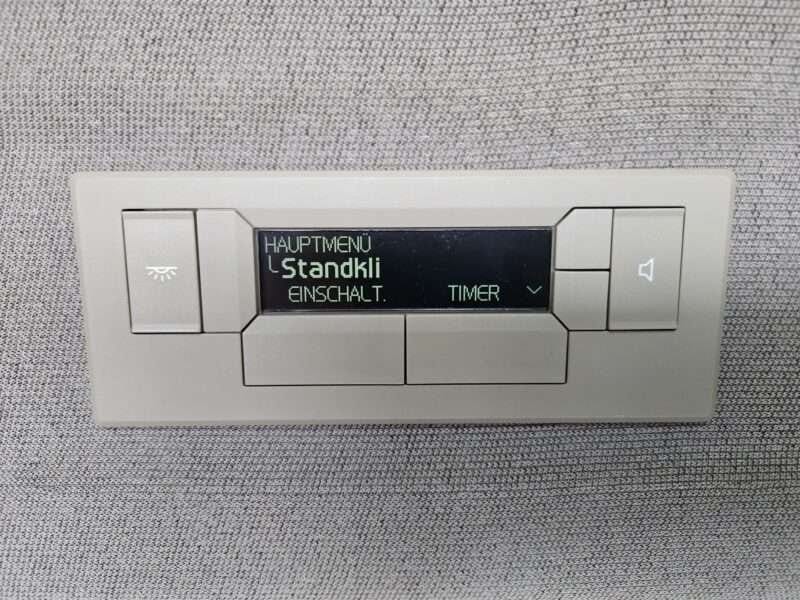 HAUPTMENÜ
Standkli
EINSCHALT. TIMER